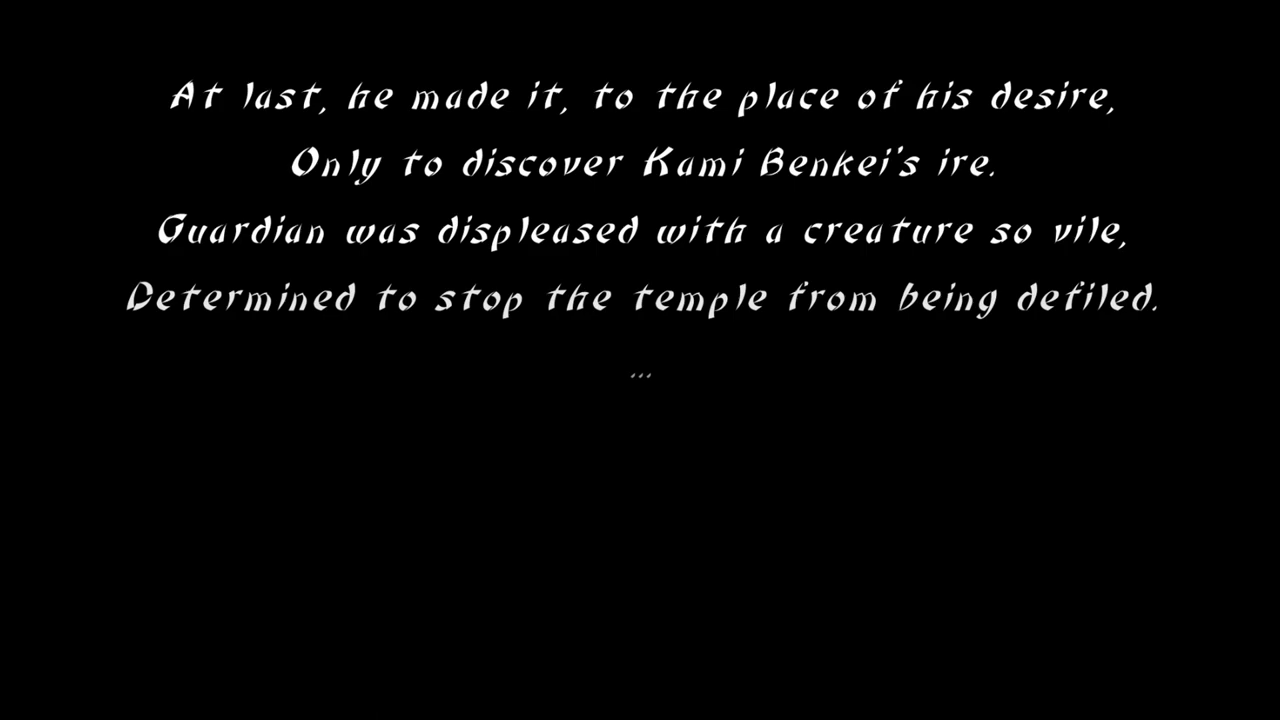 At last, he made it, to the place of his desire,
Only to discover Kami Benkei's ire.
Guardian was displeased with a creature so vile,
Determined to stop the temple from being defiled.
...